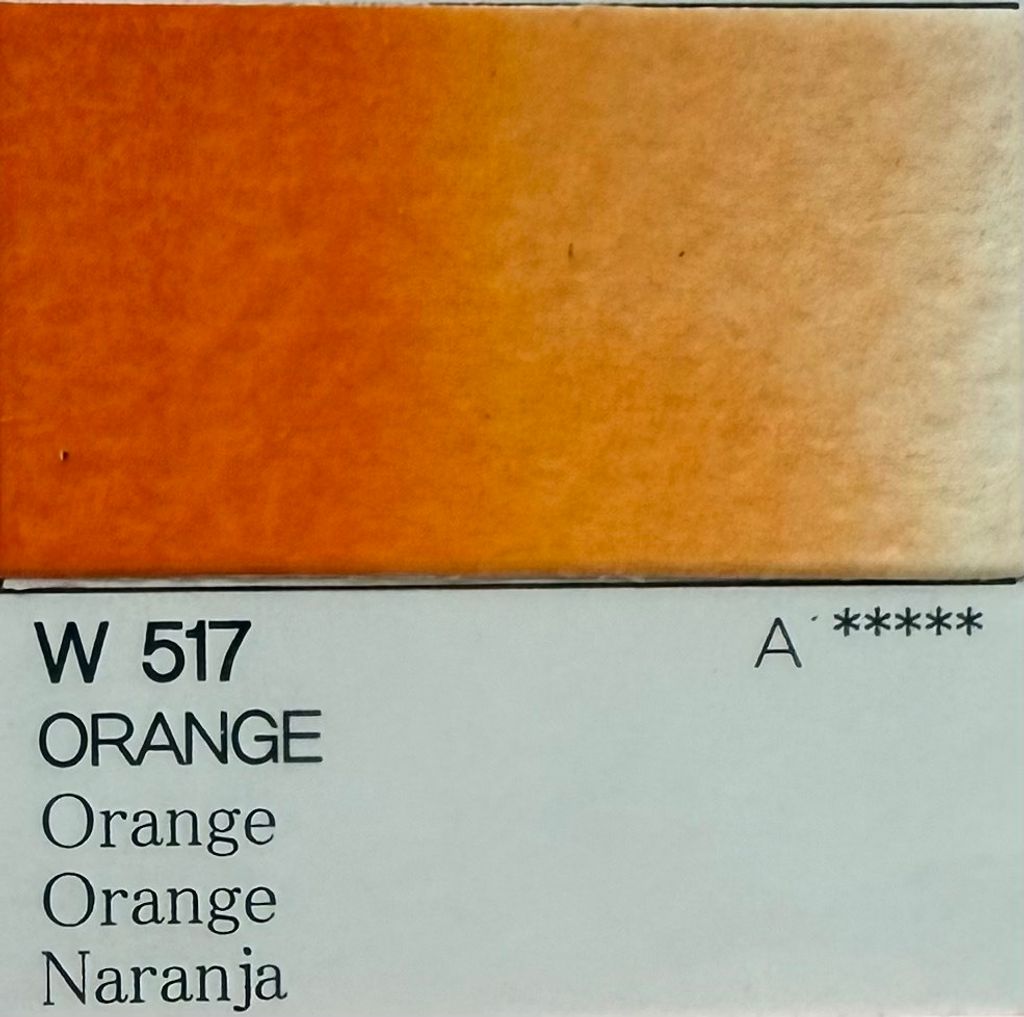 W 517
A *****
ORANGE
Orange
Orange
Naranja